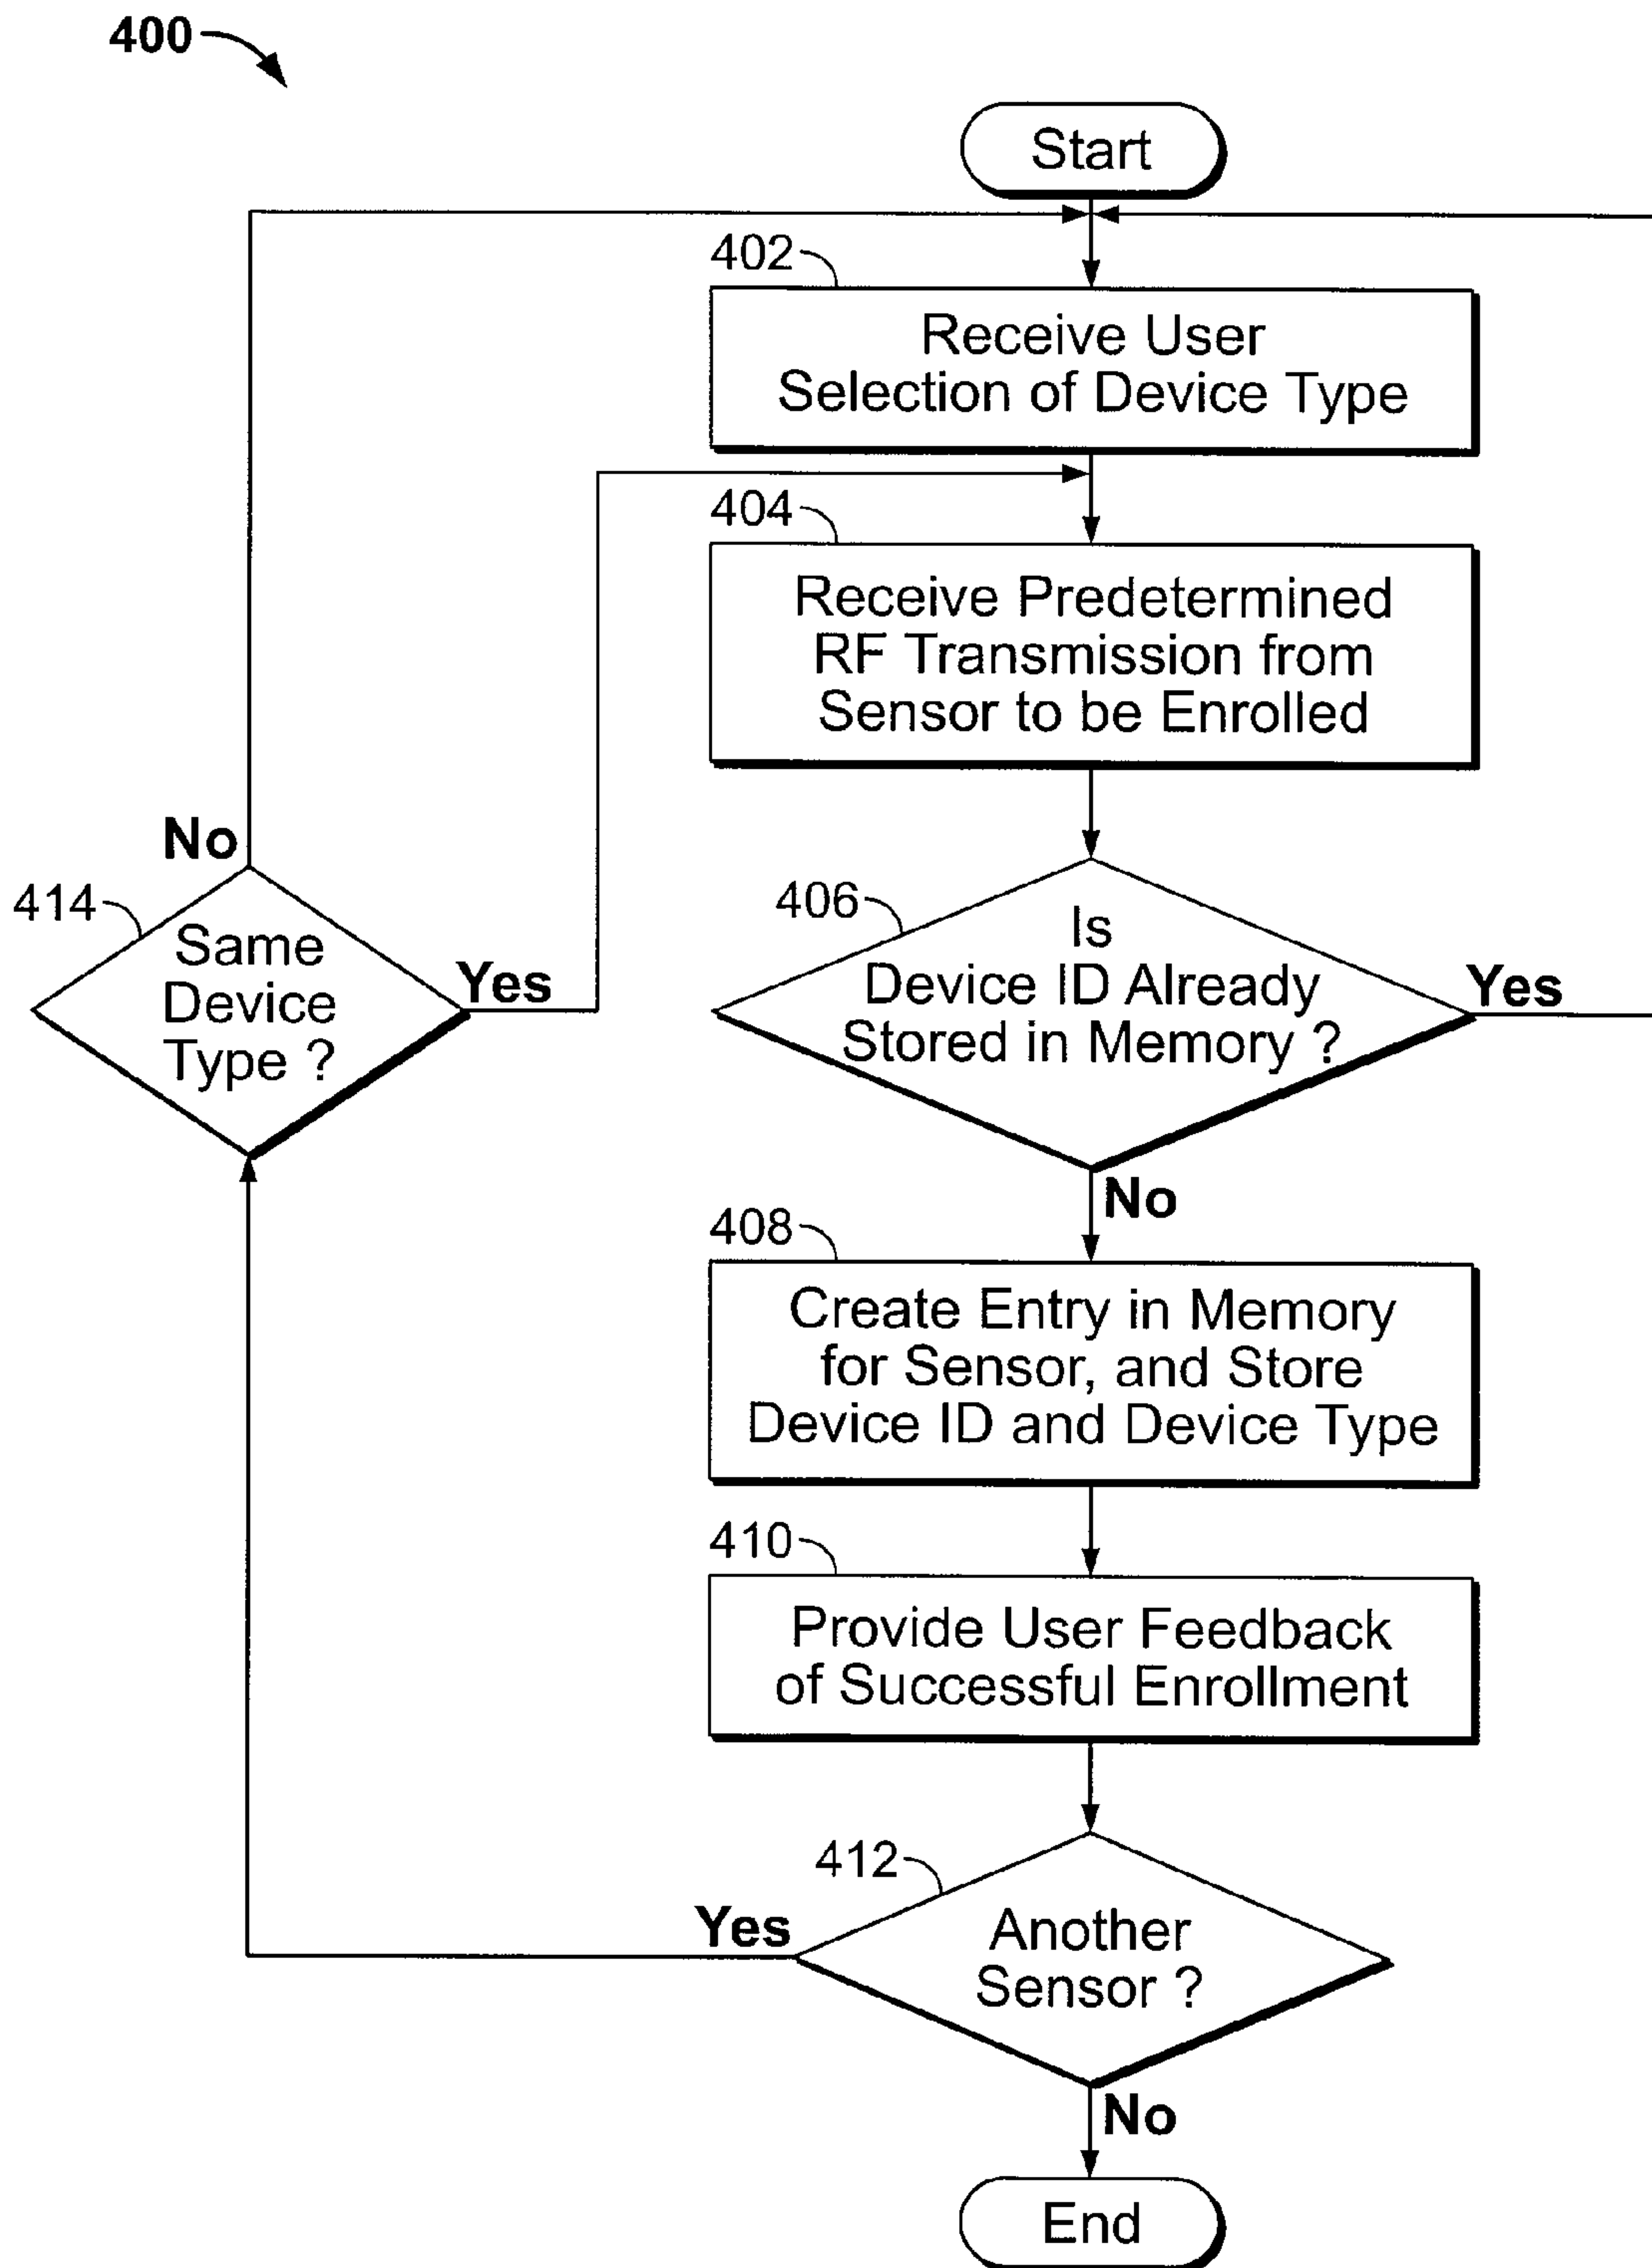 400
Start
402
Receive User
Selection of Device Type
404
Receive Predetermined
RF Transmission from
Sensor to be Enrolled
No
414
Same
Device
Type ?
Yes
406
Is
Device ID Already
Stored in Memory ?
Yes
No
408
Create Entry in Memory
for Sensor, and Store
Device ID and Device Type
410
Provide User Feedback
of Successful Enrollment
412
Yes
Another
Sensor ?
No
End